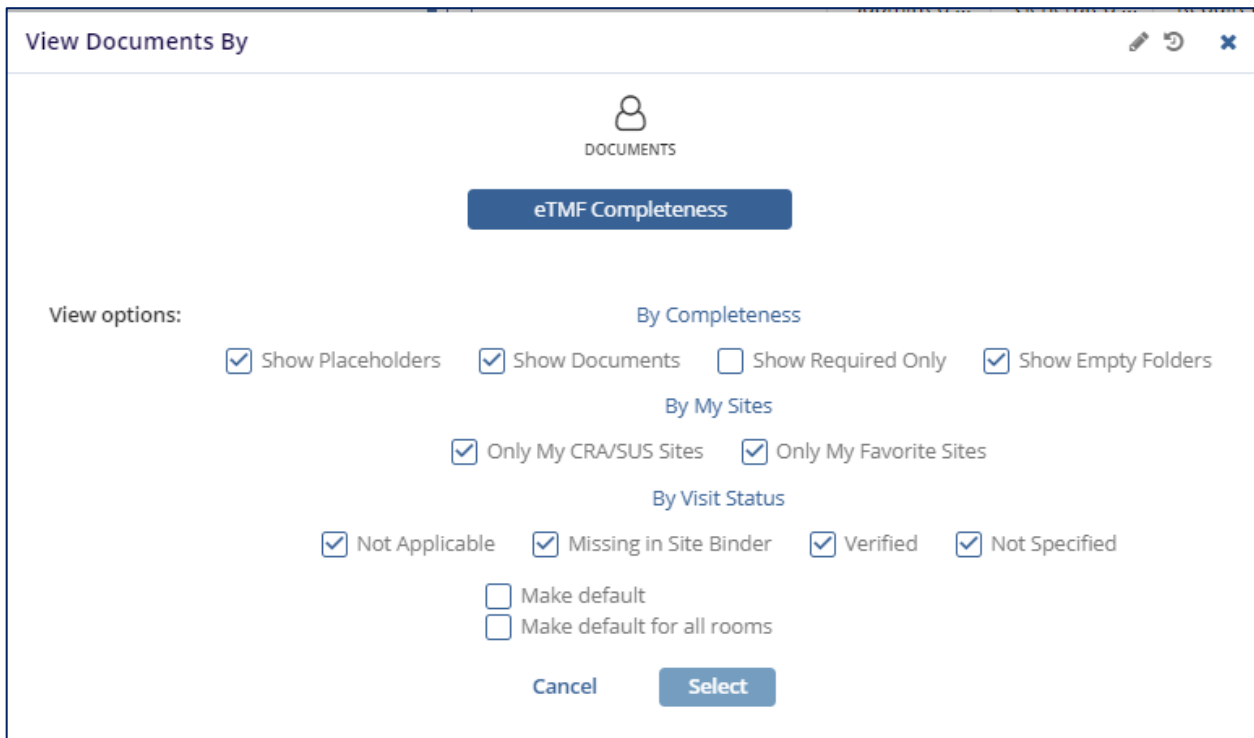 View Documents By
DOCUMENTS
eTMF Completeness
View options:
By Completeness
Show Placeholders Show Documents Show Required Only Show Empty Folders
By My Sites
Only My CRA/SUS Sites Only My Favorite Sites
By Visit Status
Not Applicable Missing in Site Binder Verified Not Specified
Make default
Make default for all rooms
Cancel Select